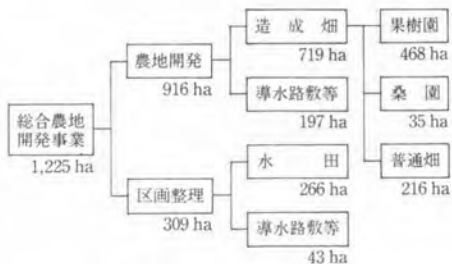 総合農地
開発事業
1,225 ha
農地開発
916 ha
造成畑
719 ha
果樹園
468 ha
桑園
35 ha
普通畑
216 ha
導水路敷等
197 ha
区画整理
309 ha
水田
266 ha
導水路敷等
43 ha